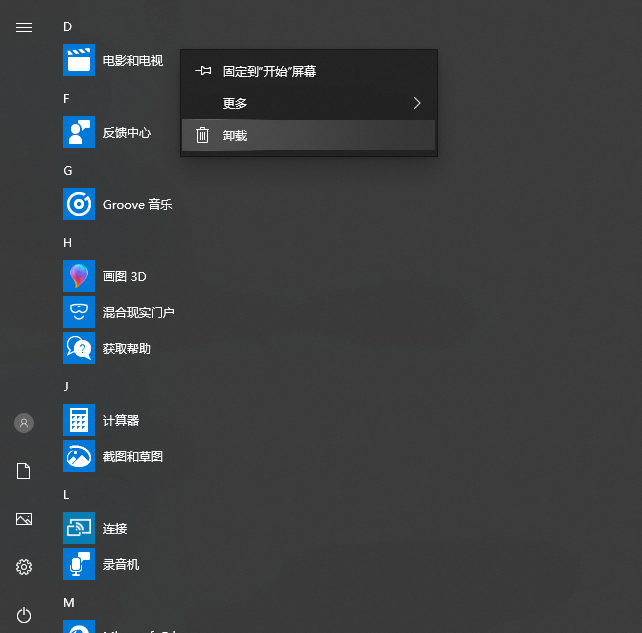 D
电影和电视
固定到"开始"屏幕
更多
卸载
F
反馈中心
G
Groove 音乐
H
画图 3D
混合现实门户
获取帮助
J
计算器
截图和草图
L
连接
录音机
M